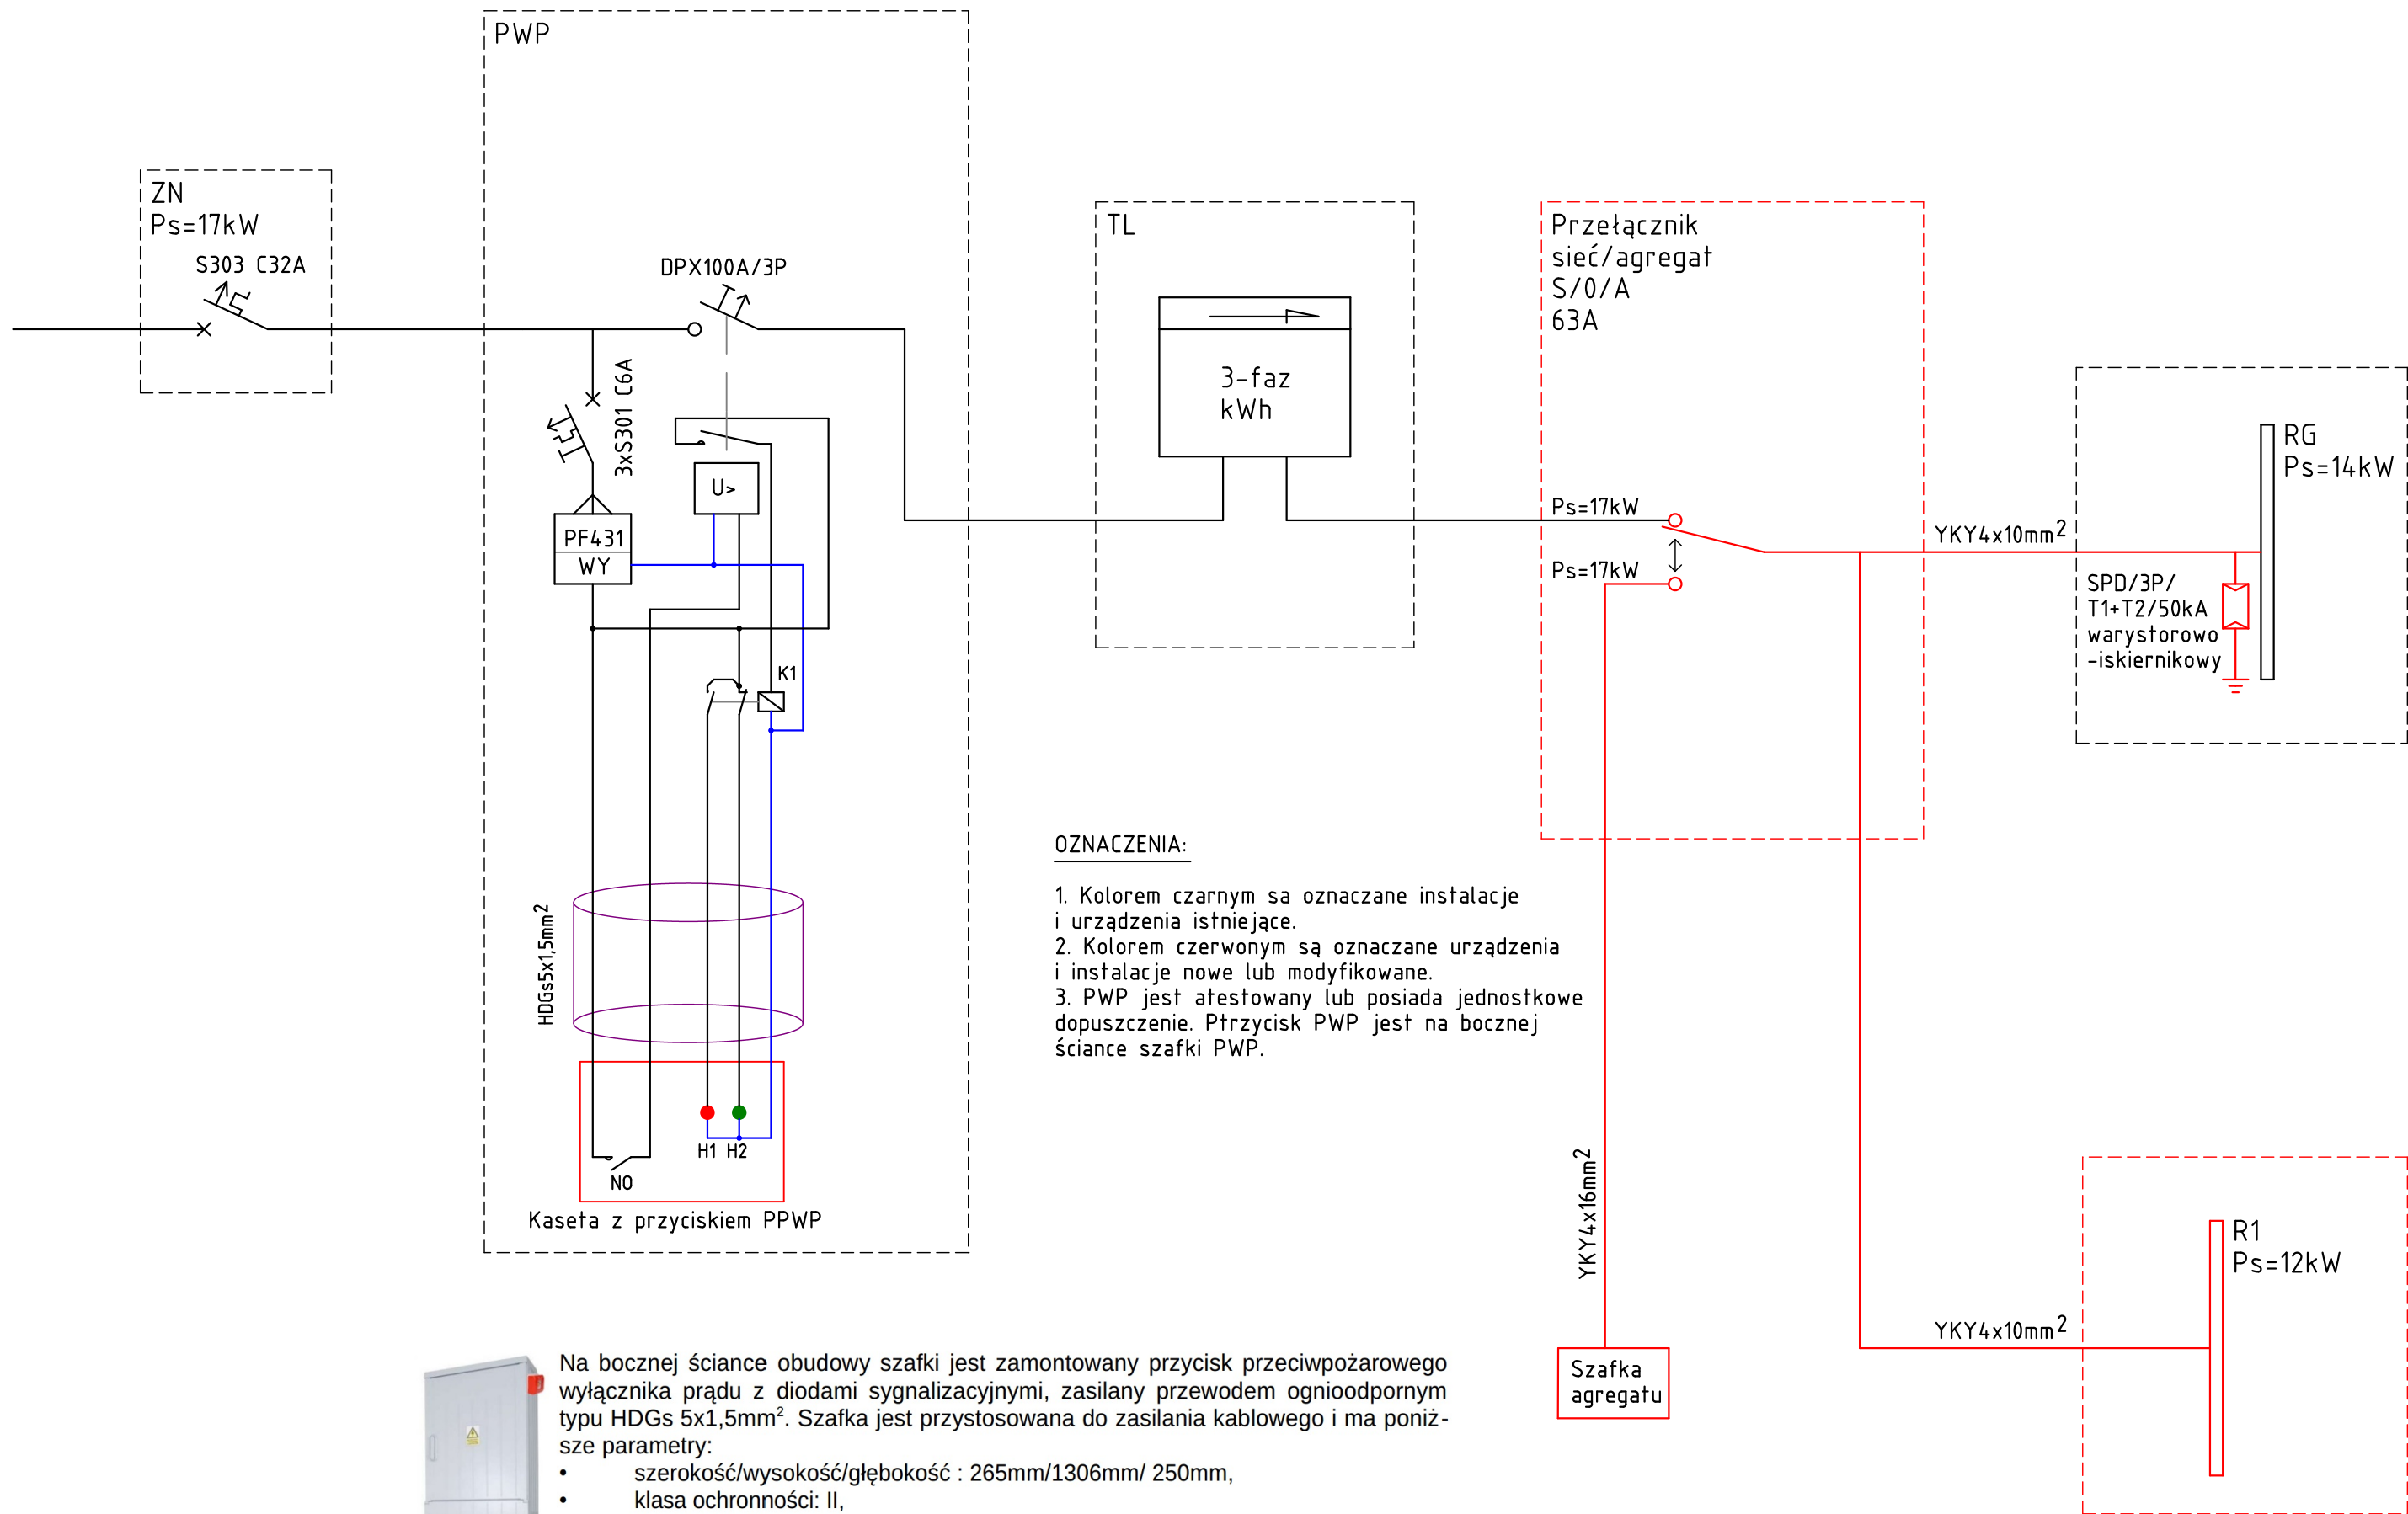 PWP
ZN
Ps=17kW
S303 C32A
DPX100A/3P
3xS301 C6A
U>
PF431
WY
K1
HDGs5x1,5mm²
H1 H2
NO
Kaseta z przyciskiem PPWP
TL
3-faz
kWh
Przełącznik
sieć/agregat
S/0/A
63A
Ps=17kW
Ps=17kW
YKY4x10mm²
RG
Ps=14kW
SPD/3P/
T1+T2/50kA
warystorowo
-iskiernikowy
OZNACZENIA:
1. Kolorem czarnym sa oznaczane instalacje
i urządzenia istniejące.
2. Kolorem czerwonym są oznaczane urządzenia
i instalacje nowe lub modyfikowane.
3. PWP jest atestowany lub posiada jednostkowe
dopuszczenie. Ptrzycisk PWP jest na bocznej
ściance szafki PWP.
YKY4x16mm²
Szafka
agregatu
YKY4x10mm²
R1
Ps=12kW
Na bocznej ściance obudowy szafki jest zamontowany przycisk przeciwpożarowego
wyłącznika prądu z diodami sygnalizacyjnymi, zasilany przewodem ognioodpornym
typu HDGs 5x1,5mm². Szafka jest przystosowana do zasilania kablowego i ma poniż-
sze parametry:
• szerokość/wysokość/głębokość : 265mm/1306mm/ 250mm,
• klasa ochronności: II,